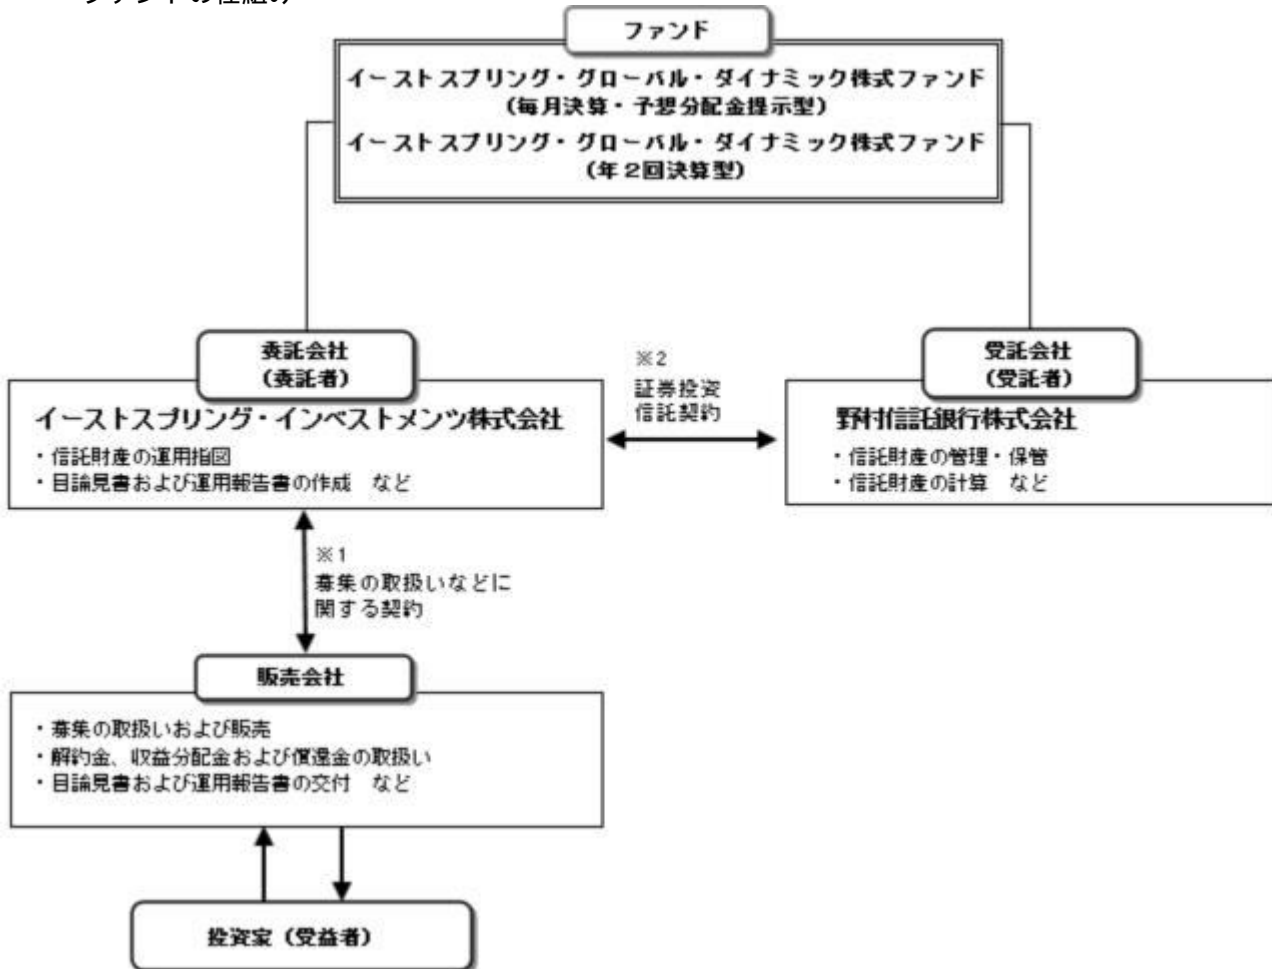 ファンドの仕組み
ファンド
イーストスプリング・グローバル・ダイナミック株式ファンド
(毎月決算・予想分配金提示型)
イーストスプリング・グローバル・ダイナミック株式ファンド
(年2回決算型)
委託会社
(委託者)
イーストスプリング・インベストメンツ株式会社
・信託財産の運用指図
・目論見書および運用報告書の作成 など
※2
証券投資
信託契約
受託会社
(受託者)
野村信託銀行株式会社
・信託財産の管理・保管
・信託財産の計算 など
※1
募集の取扱いなどに
関する契約
販売会社
・募集の取扱いおよび販売
・解約金、収益分配金および償還金の取扱い
・目論見書および運用報告書の交付 など
投資家(受益者)